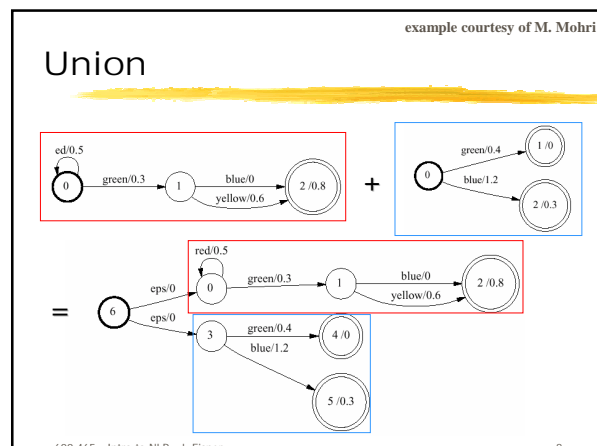 example courtesy of M. Mohri
Union
ed/0.5
0
green/0.3
1
blue/0
yellow/0.6
2 /0.8
+
0
green/0.4
blue/1.2
1 /0
2 /0.3
=
6
eps/0
eps/0
red/0.5
0
green/0.3
1
blue/0
yellow/0.6
2 /0.8
3
green/0.4
blue/1.2
4 /0
5 /0.3